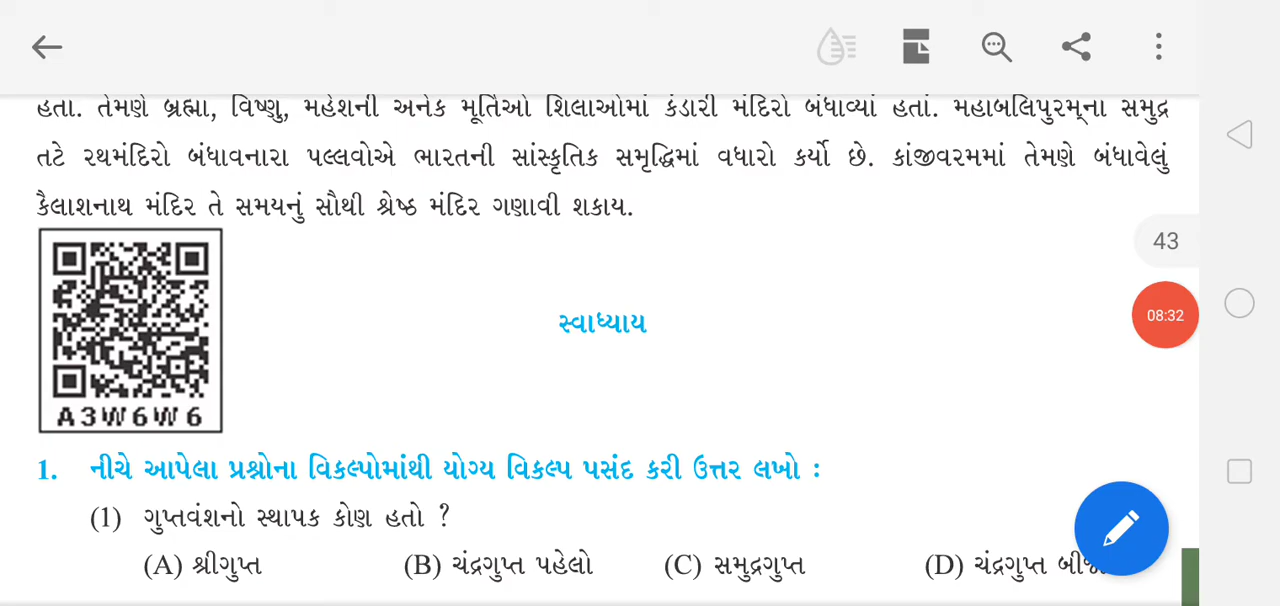 હતા. તેમણે બ્રહ્મા, વિષ્ણુ, મહેશની અનેક મૂર્તિઓ શિલાઓમાં કંડારી મંદિરો બંધાવ્યાં હતાં. મહાબલિપુરમ્‌ના સમુદ્ર
તટે રથમંદિરો બંધાવનારા પલ્લવોએ ભારતની સાંસ્કૃતિક સમૃદ્ધિમાં વધારો કર્યો છે. કાંજીવરમમાં તેમણે બંધાવેલું
કૈલાશનાથ મંદિર તે સમયનું સૌથી શ્રેષ્ઠ મંદિર ગણાવી શકાય.
43
08:32
સ્વાધ્યાય
A3W6W6
1. નીચે આપેલા પ્રશ્નોના વિકલ્પોમાંથી યોગ્ય વિકલ્પ પસંદ કરી ઉત્તર લખો :
(1) ગુપ્તવંશનો સ્થાપક કોણ હતો ?
(A) શ્રીગુપ્ત (B) ચંદ્રગુપ્ત પહેલો (C) સમુદ્રગુપ્ત (D) ચંદ્રગુપ્ત